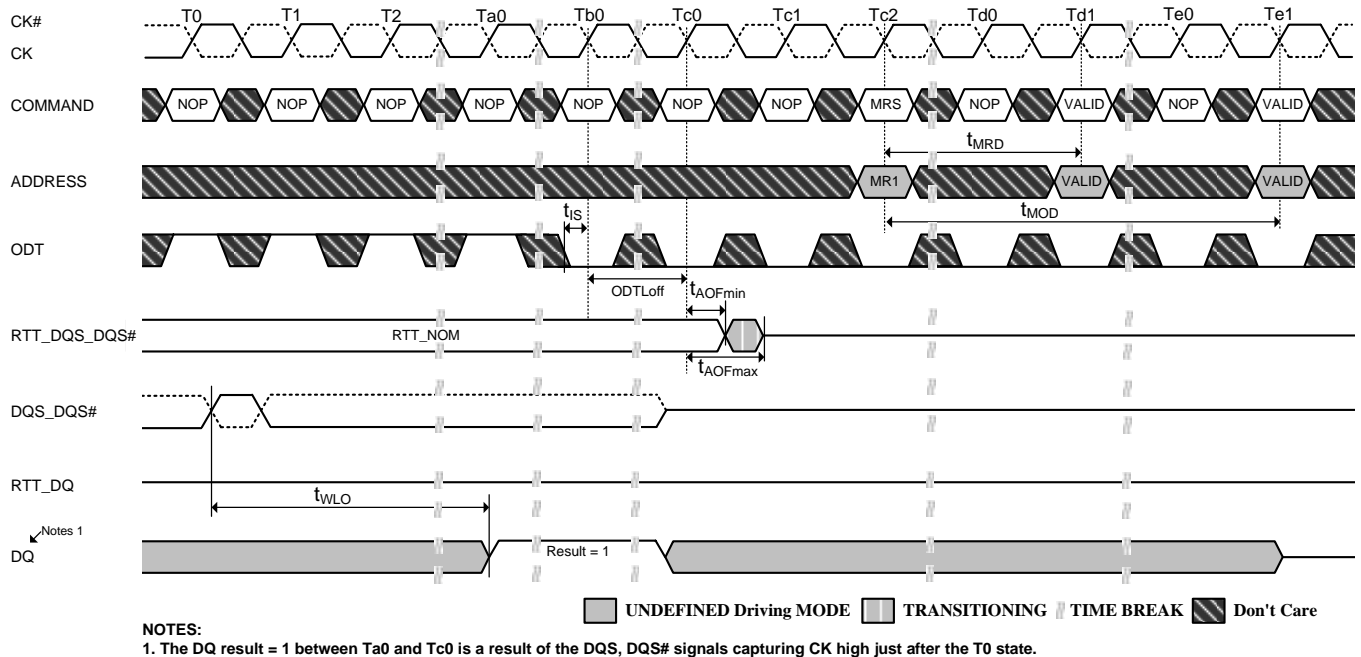 CK#
CK
T0 T1 T2 Ta0 Tb0 Tc0 Tc1 Tc2 Td0 Td1 Te0 Te1
COMMAND
NOP NOP NOP NOP NOP NOP NOP MRS NOP VALID NOP VALID
tMRD
ADDRESS
MR1 VALID VALID
tIS
tMOD
ODT
ODTLoff
tAOFmin
RTT_DQS_DQS#
RTT_NOM
tAOFmax
DQS_DQS#
RTT_DQ
tWLO
Notes 1
DQ
Result = 1
UNDEFINED Driving MODE TRANSITIONING TIME BREAK Don't Care
NOTES:
1. The DQ result = 1 between Ta0 and Tc0 is a result of the DQS, DQS# signals capturing CK high just after the T0 state.